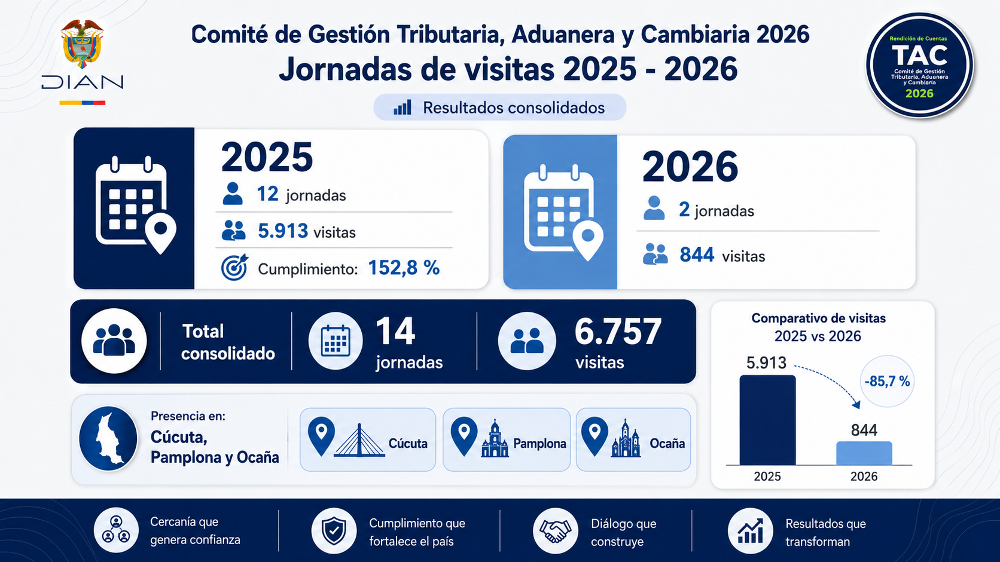 DIAN
Comité de Gestión Tributaria, Aduanera y Cambiaria 2026
Jornadas de visitas 2025 - 2026
Resultados consolidados
Rendición de Cuentas
TAC
Comité de Gestión
Tributaria, Aduanera
y Cambiaria
2026
2025
12 jornadas
5.913 visitas
Cumplimiento: 152,8 %
2026
2 jornadas
844 visitas
Total
consolidado
14
jornadas
6.757
visitas
Comparativo de visitas
2025 vs 2026
5.913
-85,7 %
844
2025
2026
Presencia en:
Cúcuta,
Pamplona y Ocaña
Cúcuta
Pamplona
Ocaña
Cercanía que
genera confianza
Cumplimiento que
fortalece el país
Diálogo que
construye
Resultados que
transforman